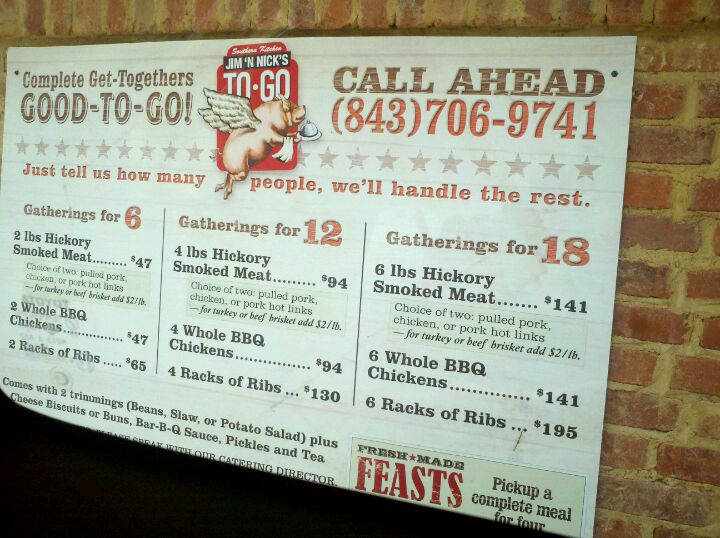 Complete Get-Togethers
GOOD-TO-GO!
Southern Kitchen
JIM 'N NICK'S
TO·GO
CALL AHEAD
(843)706-9741
Just tell us how many people, we'll handle the rest.
Gatherings for 6
2 lbs Hickory
Smoked Meat......... $47
Choice of two: pulled pork,
chicken, or pork hot links
– for turkey or beef brisket add $2/lb.
2 Whole BBQ
Chickens................ $47
2 Racks of Ribs ..... $65
Gatherings for 12
4 lbs Hickory
Smoked Meat......... $94
Choice of two: pulled pork,
chicken, or pork hot links
– for turkey or beef brisket add $2/lb.
4 Whole BBQ
Chickens................ $94
4 Racks of Ribs ... $130
Gatherings for 18
6 lbs Hickory
Smoked Meat....... $141
Choice of two: pulled pork,
chicken, or pork hot links
– for turkey or beef brisket add $2/lb.
6 Whole BBQ
Chickens.............. $141
6 Racks of Ribs ... $195
Comes with 2 trimmings (Beans, Slaw, or Potato Salad) plus
Cheese Biscuits or Buns, Bar-B-Q Sauce, Pickles and Tea
SPEAK WITH OUR CATERING DIRECTOR
FRESH★MADE
FEASTS
Pickup a
complete meal
for four